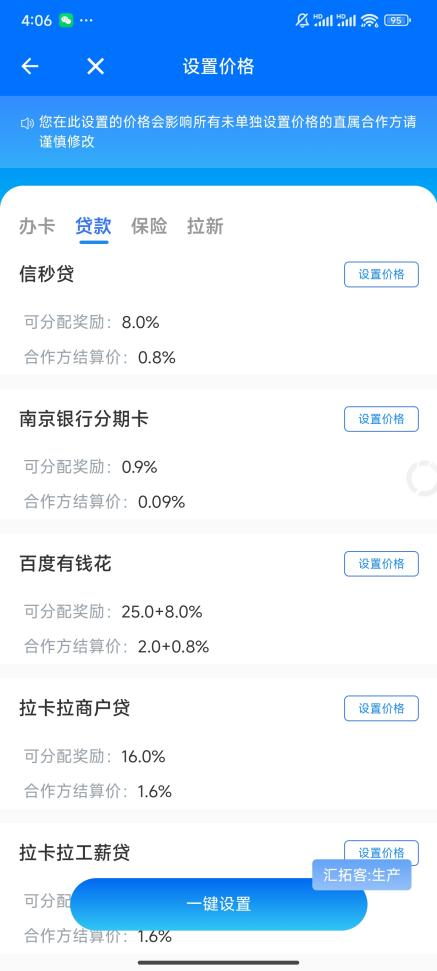 4:06 ...
HD HD 6 95
设置价格
您在此设置的价格会影响所有未单独设置价格的直属合作方请
谨慎修改
办卡 贷款 保险 拉新
信秒贷 设置价格
可分配奖励：8.0%
合作方结算价：0.8%
南京银行分期卡 设置价格
可分配奖励：0.9%
合作方结算价：0.09%
百度有钱花 设置价格
可分配奖励：25.0+8.0%
合作方结算价：2.0+0.8%
拉卡拉商户贷 设置价格
可分配奖励：16.0%
合作方结算价：1.6%
拉卡拉工薪贷 设置价格
汇拓客:生产
可分配
一键设置
合作方结算价：1.6%